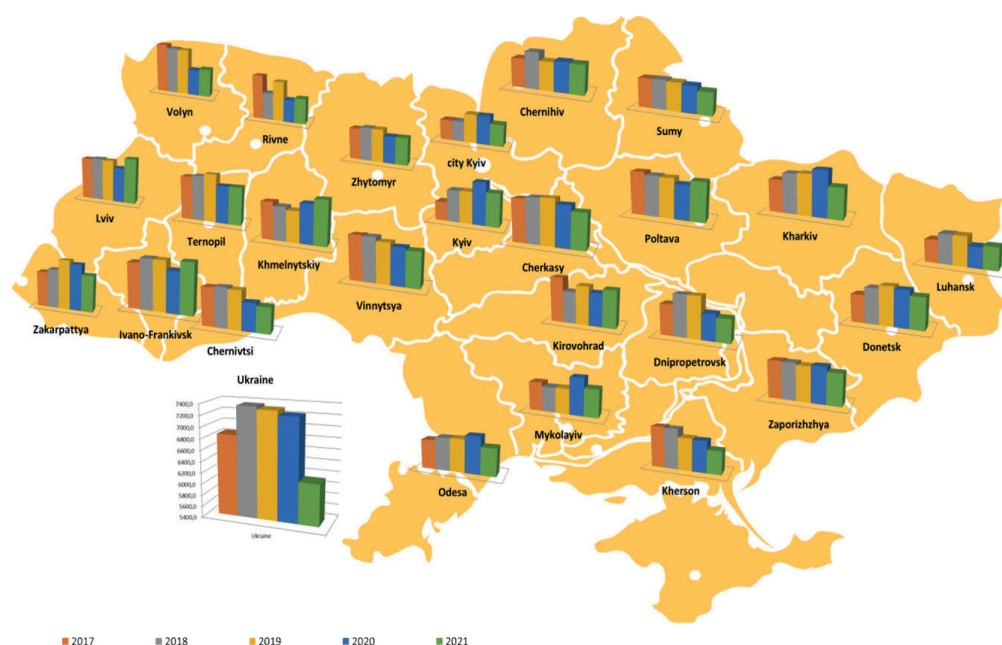 Volyn
Rivne
Chernihiv
Sumy
city Kyiv
Zhytomyr
Lviv
Ternopil
Khmelnytskiy
Kyiv
Cherkasy
Poltava
Kharkiv
Luhansk
Vinnytsya
Zakarpattya
Ivano-Frankivsk
Chernivtsi
Kirovohrad
Dnipropetrovsk
Donetsk
Zaporizhzhya
Mykolayiv
Odesa
Kherson
Ukraine
7400,0
7200,0
7000,0
6800,0
6600,0
6400,0
6200,0
6000,0
5800,0
5600,0
5400,0
Ukraine
2017
2018
2019
2020
2021